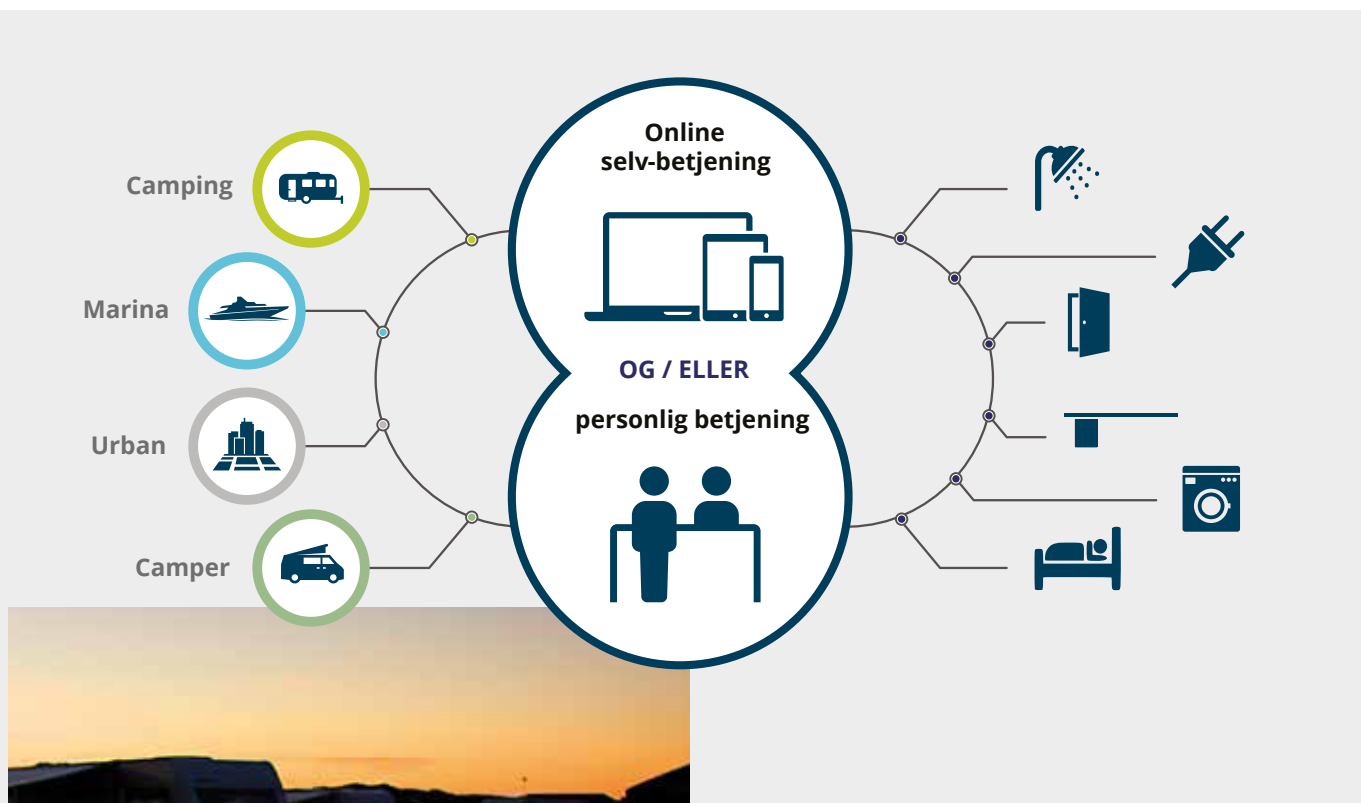 Online
selv-betjening
Camping
Marina
OG / ELLER
personlig betjening
Urban
Camper